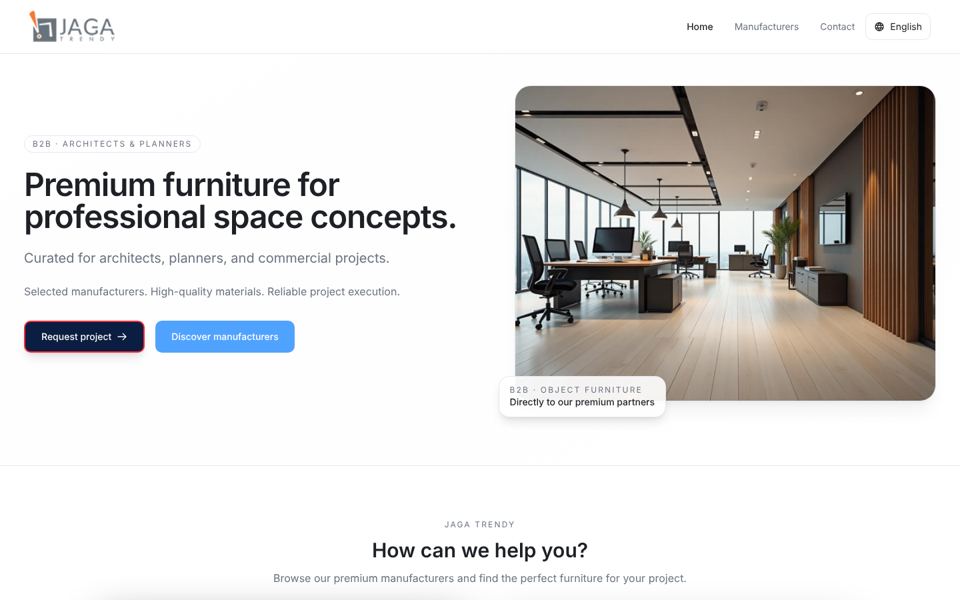 JAGA
TRENDY
Home
Manufacturers
Contact
English
B2B · ARCHITECTS & PLANNERS
Premium furniture for
professional space concepts.
Curated for architects, planners, and commercial projects.
Selected manufacturers. High-quality materials. Reliable project execution.
Request project →
Discover manufacturers
B2B · OBJECT FURNITURE
Directly to our premium partners
JAGA TRENDY
How can we help you?
Browse our premium manufacturers and find the perfect furniture for your project.